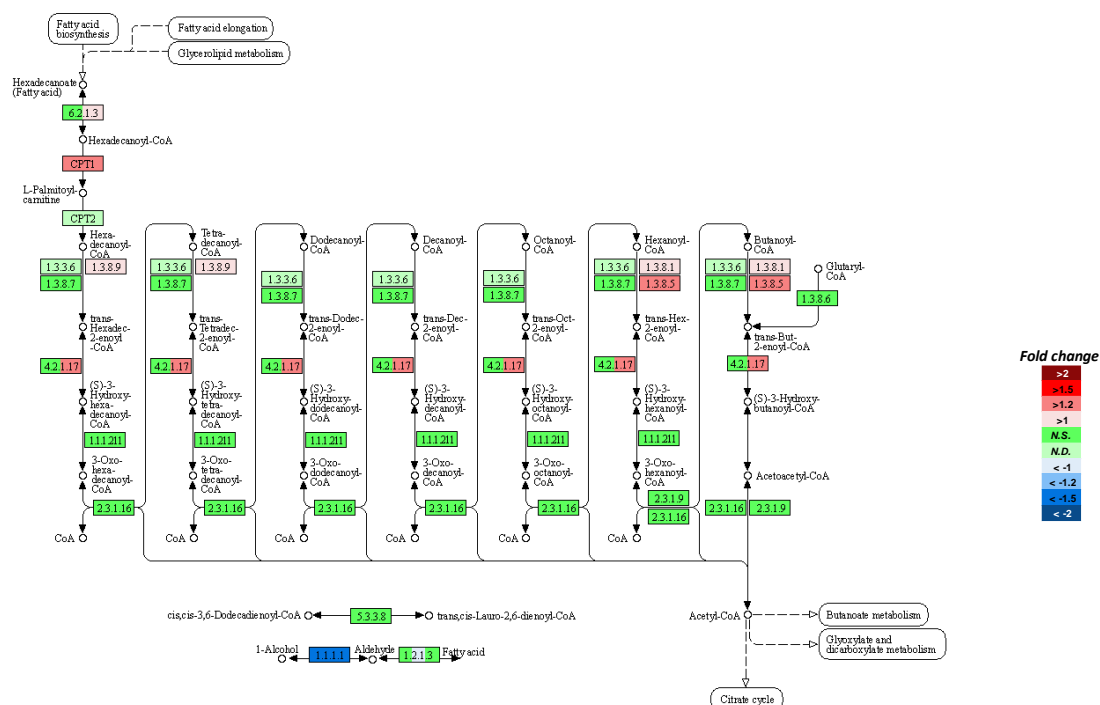 Fatty acid
biosynthesis
Fatty acid elongation
Glycerolipid metabolism
Hexadecanoate
(Fatty acid)
6.2.1.3
Hexadecanoyl-CoA
CPT1
L-Palmitoyl-
carnitine
CPT2
Hexa-
decanoyl-
CoA
Tetra-
decanoyl-
CoA
Dodecanoyl-
CoA
Decanoyl-
CoA
Octanoyl-
CoA
Hexanoyl-
CoA
Butanoyl-
CoA
1.3.3.6 1.3.8.9
1.3.8.7
1.3.3.6 1.3.8.9
1.3.8.7
1.3.3.6
1.3.8.7
1.3.3.6
1.3.8.7
1.3.3.6
1.3.8.7
1.3.3.6 1.3.8.1
1.3.8.7 1.3.8.5
1.3.3.6 1.3.8.1
1.3.8.7 1.3.8.5
Glutaryl-
CoA
1.3.8.6
trans-
Hexadec-
2-enoyl
-CoA
trans-
Tetradec-
2-enoyl-
CoA
trans-Dodec-
2-enoyl-
CoA
trans-Dec-
2-enoyl-
CoA
trans-Oct-
2-enoyl-
CoA
trans-Hex-
2-enoyl-
CoA
trans-But-
2-enoyl-CoA
4.2.1.17
4.2.1.17
4.2.1.17
4.2.1.17
4.2.1.17
4.2.1.17
4.2.1.17
(S)-3-
Hydroxy-
hexa-
decanoyl-
CoA
(S)-3-
Hydroxy-
tetra-
decanoyl-
CoA
(S)-3-
Hydroxy-
dodecanoyl-
CoA
(S)-3-
Hydroxy-
decanoyl-
CoA
(S)-3-
Hydroxy-
octanoyl-
CoA
(S)-3-
Hydroxy-
hexanoyl-
CoA
(S)-3-Hydroxy-
butanoyl-CoA
1.1.1.211
1.1.1.211
1.1.1.211
1.1.1.211
1.1.1.211
1.1.1.211
3-Oxo-
hexa-
decanoyl-
CoA
3-Oxo-
tetra-
decanoyl-
CoA
3-Oxo-
dodecanoyl-
CoA
3-Oxo-
decanoyl-
CoA
3-Oxo-
octanoyl-
CoA
3-Oxo-
hexanoyl-
CoA
Acetoacetyl-CoA
2.3.1.16
2.3.1.16
2.3.1.16
2.3.1.16
2.3.1.16
2.3.1.9
2.3.1.16
2.3.1.16 2.3.1.9
CoA
CoA
CoA
CoA
CoA
CoA
cis,cis-3,6-Dodecadienoyl-CoA
5.3.3.8
trans,cis-Lauro-2,6-dienoyl-CoA
1-Alcohol
1.1.1.1
Aldehyde
1.2.1.3
Fatty acid
Acetyl-CoA
Butanoate metabolism
Glyoxylate and
dicarboxylate metabolism
Citrate cycle
Fold change
>2
>1.5
>1.2
>1
N.S.
N.D.
< -1
< -1.2
< -1.5
< -2